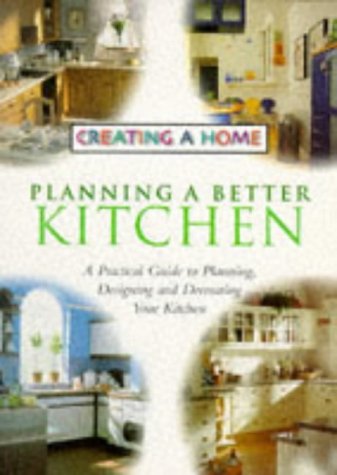 CREATING A HOME
PLANNING A BETTER
KITCHEN
A Practical Guide to Planning,
Designing and Decorating
Your Kitchen